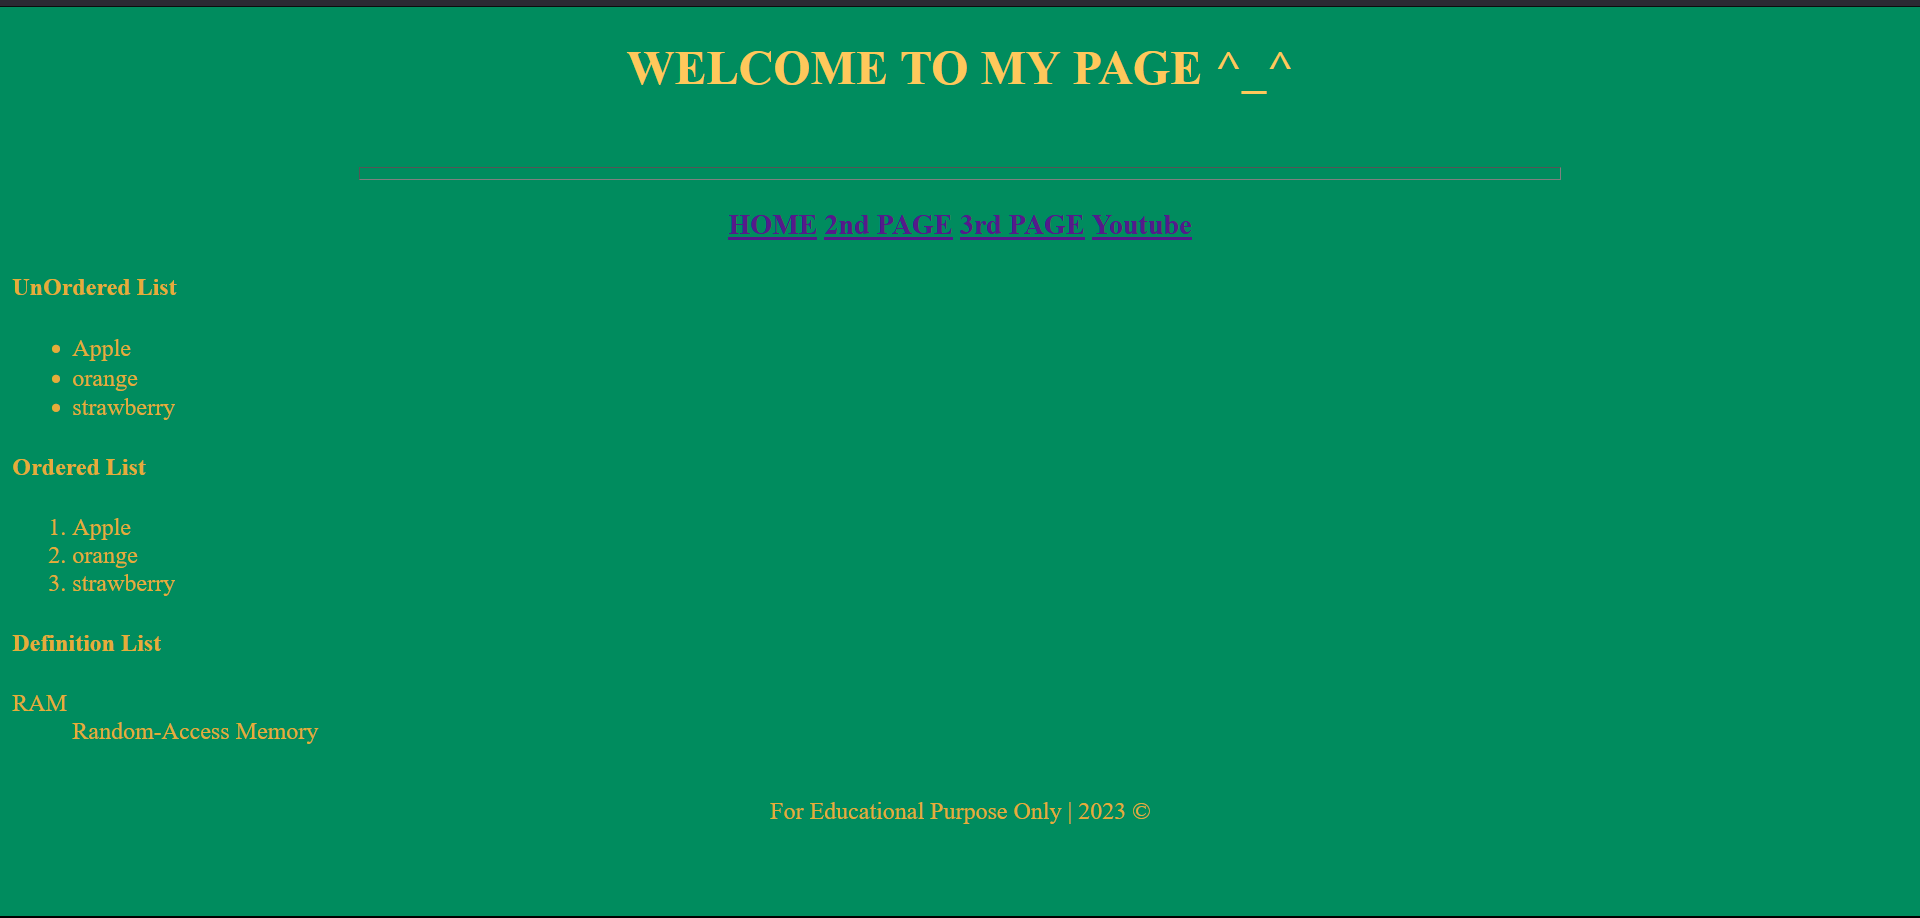 WELCOME TO MY PAGE ^_^
HOME 2nd PAGE 3rd PAGE Youtube
UnOrdered List
• Apple
• orange
• strawberry
Ordered List
1. Apple
2. orange
3. strawberry
Definition List
RAM
Random-Access Memory
For Educational Purpose Only | 2023 ©